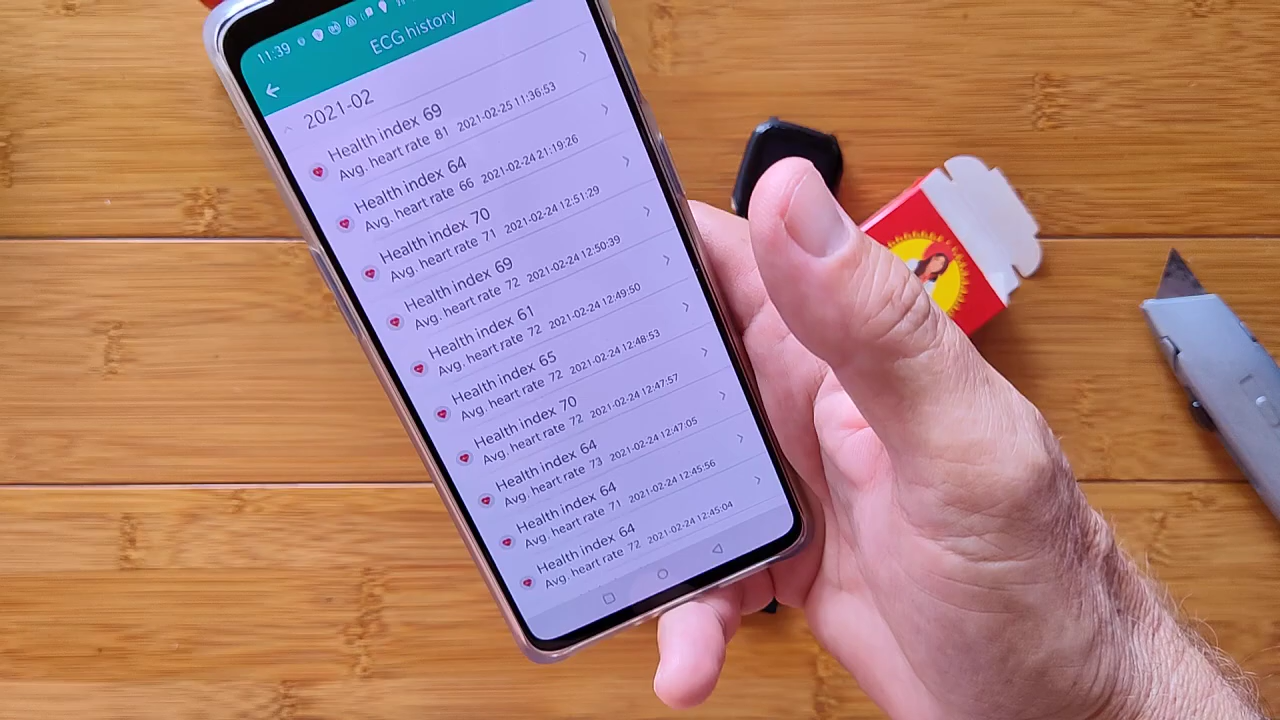 11:39
ECG history
2021-02
Health index 69
Avg. heart rate 81 2021-02-25 11:36:53
Health index 64
Avg. heart rate 66 2021-02-24 21:19:26
Health index 70
Avg. heart rate 71 2021-02-24 12:51:29
Health index 69
Avg. heart rate 72 2021-02-24 12:50:39
Health index 61
Avg. heart rate 72 2021-02-24 12:49:50
Health index 65
Avg. heart rate 72 2021-02-24 12:48:53
Health index 70
Avg. heart rate 72 2021-02-24 12:47:57
Health index 64
Avg. heart rate 73 2021-02-24 12:47:05
Health index 64
Avg. heart rate 71 2021-02-24 12:45:56
Health index 64
Avg. heart rate 72 2021-02-24 12:45:04